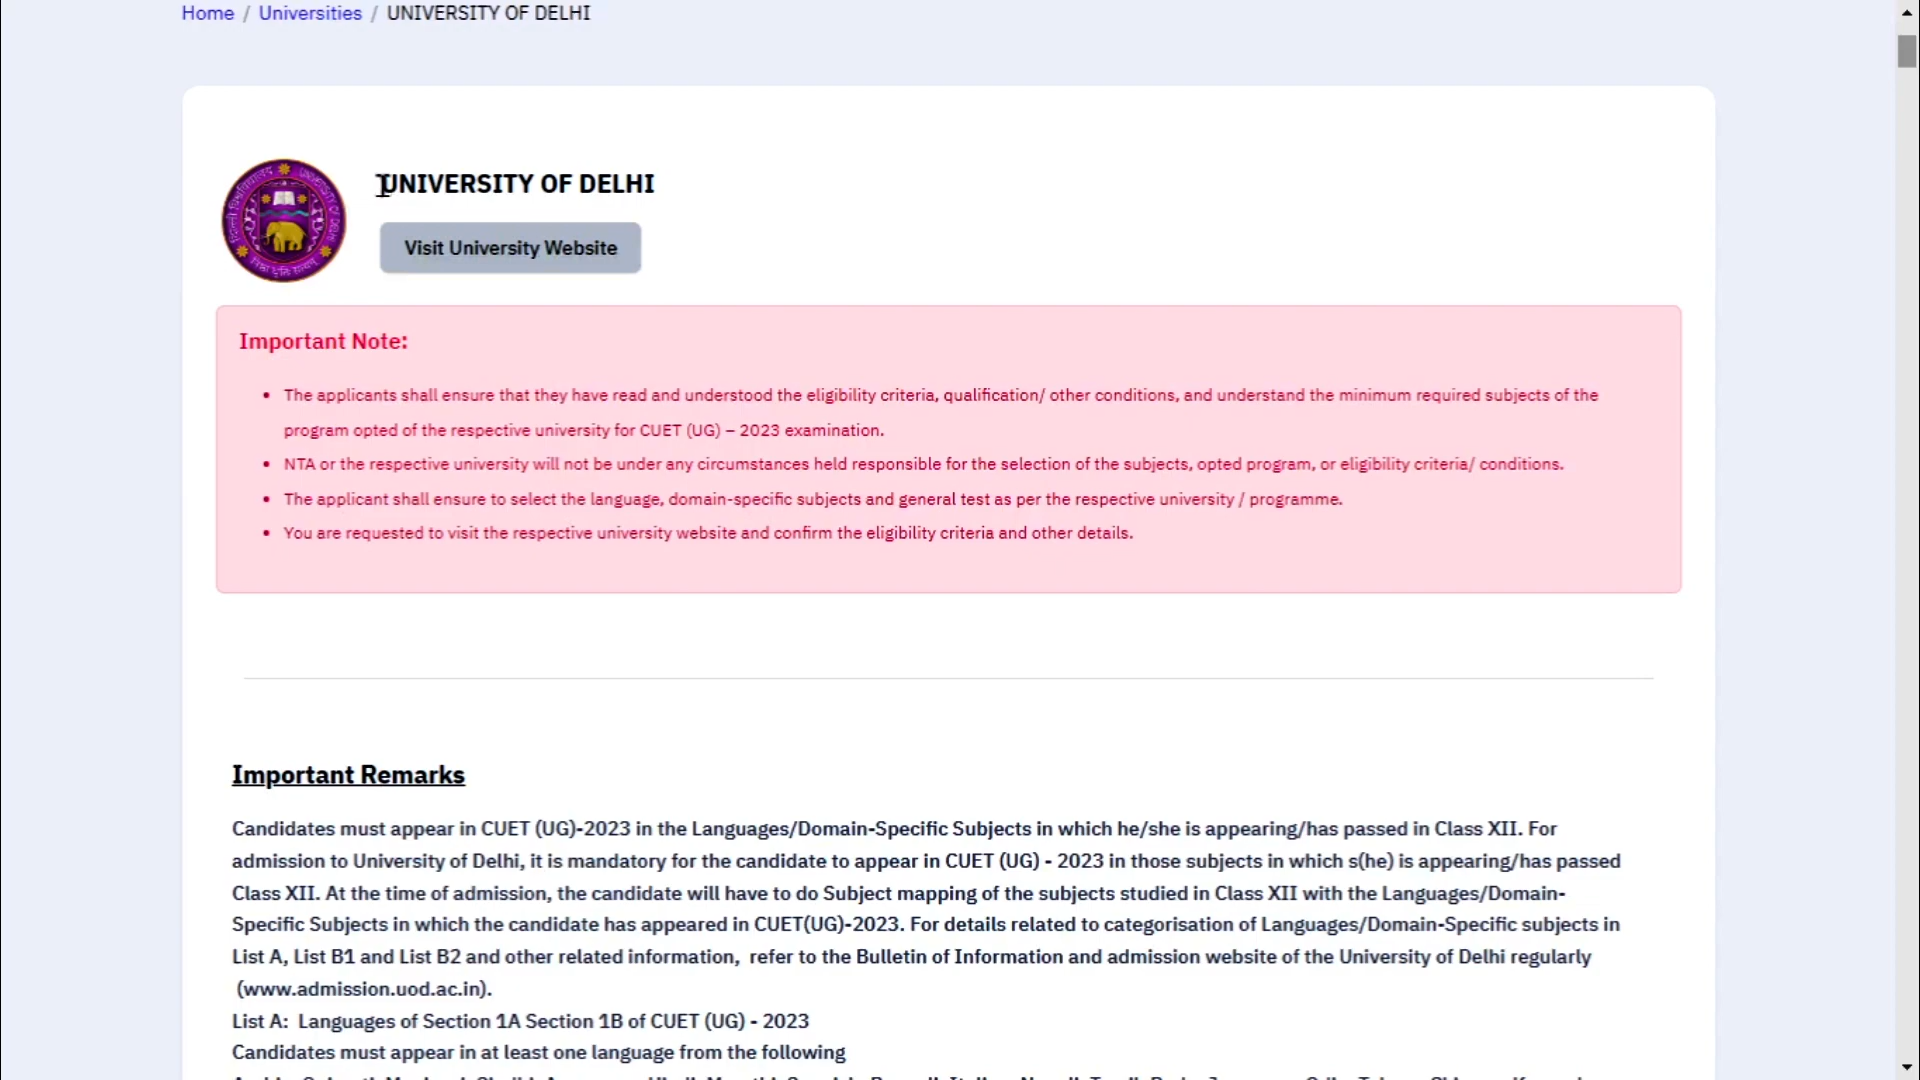 Home / Universities / UNIVERSITY OF DELHI
UNIVERSITY OF DELHI
Visit University Website
Important Note:
• The applicants shall ensure that they have read and understood the eligibility criteria, qualification/ other conditions, and understand the minimum required subjects of the
program opted of the respective university for CUET (UG) – 2023 examination.
• NTA or the respective university will not be under any circumstances held responsible for the selection of the subjects, opted program, or eligibility criteria/ conditions.
• The applicant shall ensure to select the language, domain-specific subjects and general test as per the respective university / programme.
• You are requested to visit the respective university website and confirm the eligibility criteria and other details.
Important Remarks
Candidates must appear in CUET (UG)-2023 in the Languages/Domain-Specific Subjects in which he/she is appearing/has passed in Class XII. For
admission to University of Delhi, it is mandatory for the candidate to appear in CUET (UG) - 2023 in those subjects in which s(he) is appearing/has passed
Class XII. At the time of admission, the candidate will have to do Subject mapping of the subjects studied in Class XII with the Languages/Domain-
Specific Subjects in which the candidate has appeared in CUET(UG)-2023. For details related to categorisation of Languages/Domain-Specific subjects in
List A, List B1 and List B2 and other related information, refer to the Bulletin of Information and admission website of the University of Delhi regularly
(www.admission.uod.ac.in).
List A: Languages of Section 1A Section 1B of CUET (UG) - 2023
Candidates must appear in at least one language from the following